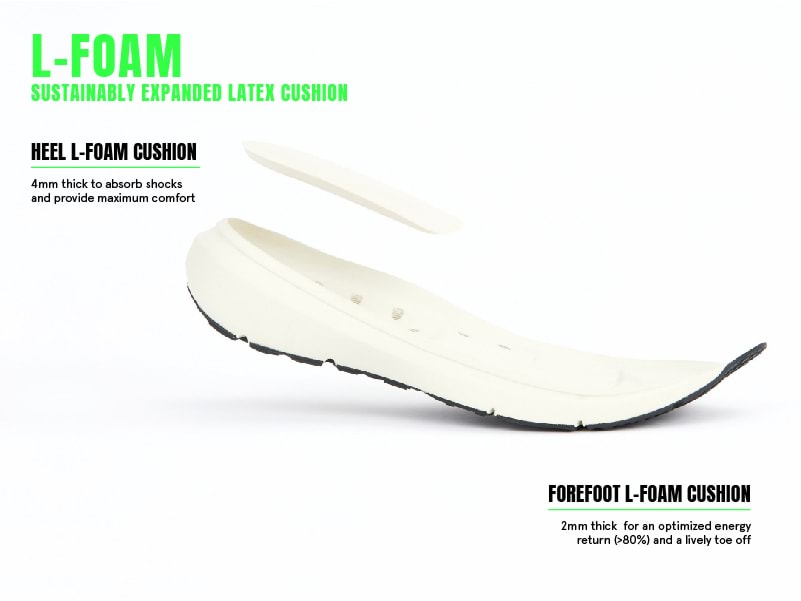 L-FOAM
SUSTAINABLY EXPANDED LATEX CUSHION
HEEL L-FOAM CUSHION
4mm thick to absorb shocks
and provide maximum comfort
FOREFOOT L-FOAM CUSHION
2mm thick for an optimized energy
return (>80%) and a lively toe off